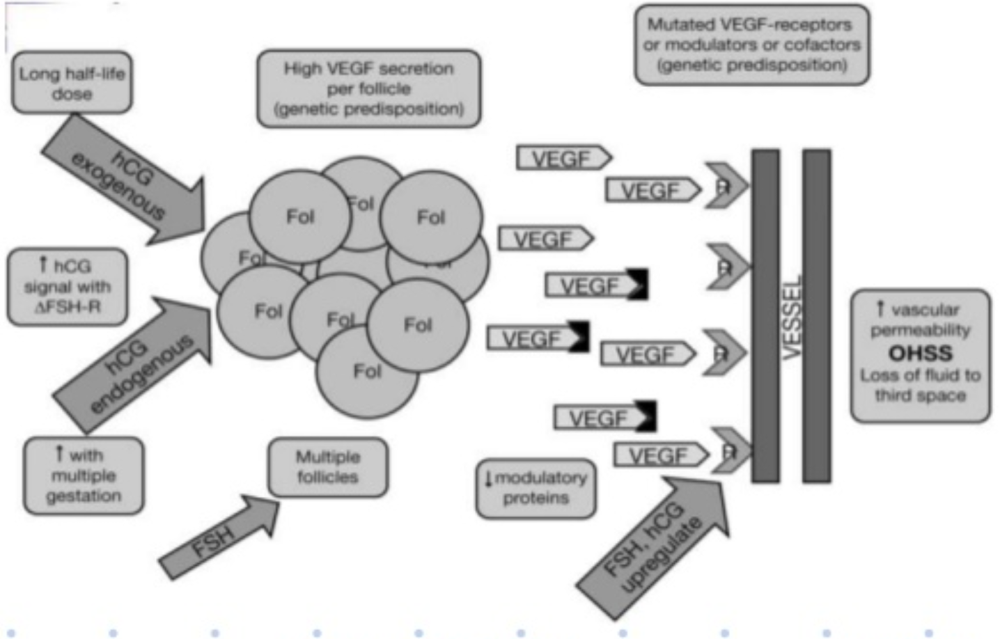 Long half-life
dose
hCG
exogenous
↑ hCG
signal with
ΔFSH-R
hCG
endogenous
↑ with
multiple
gestation
High VEGF secretion
per follicle
(genetic predisposition)
Fol
Fol
Fol
Fol
Fol
Fol
Fol
Fol
Fol
Multiple
follicles
FSH
VEGF
VEGF
VEGF
VEGF
VEGF
VEGF
VEGF
VEGF
↓modulatory
proteins
FSH, hCG
upregulate
Mutated VEGF-receptors
or modulators or cofactors
(genetic predisposition)
R
R
R
R
VESSEL
↑ vascular
permeability
OHSS
Loss of fluid to
third space